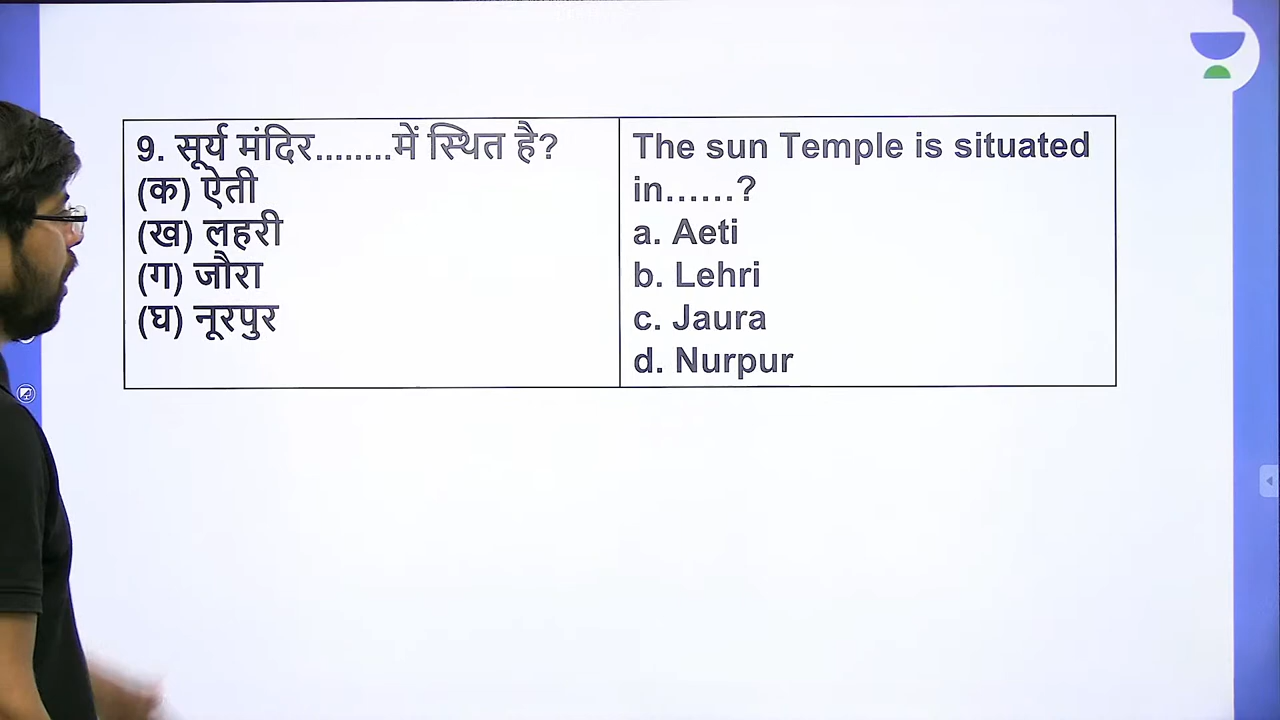 9. सूर्य मंदिर........में स्थित है?
(क) ऐती
(ख) लहरी
(ग) जौरा
(घ) नूरपुर
The sun Temple is situated
in......?
a. Aeti
b. Lehri
c. Jaura
d. Nurpur